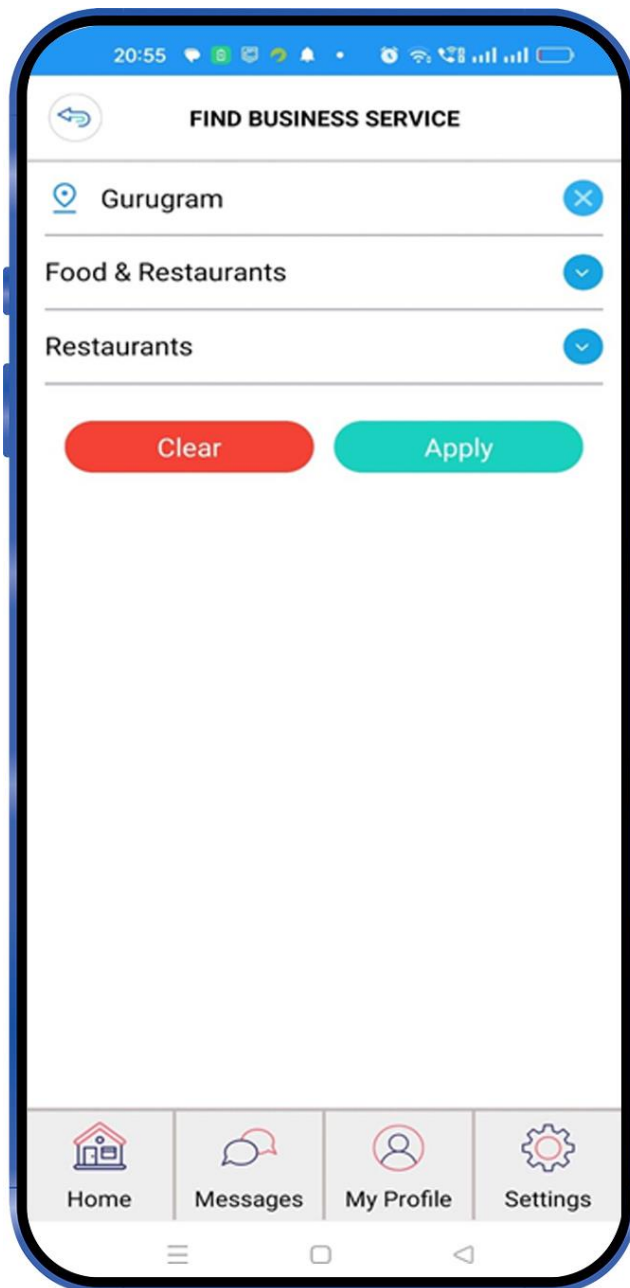 20:55
FIND BUSINESS SERVICE
Gurugram
Food & Restaurants
Restaurants
Clear Apply
Home Messages My Profile Settings